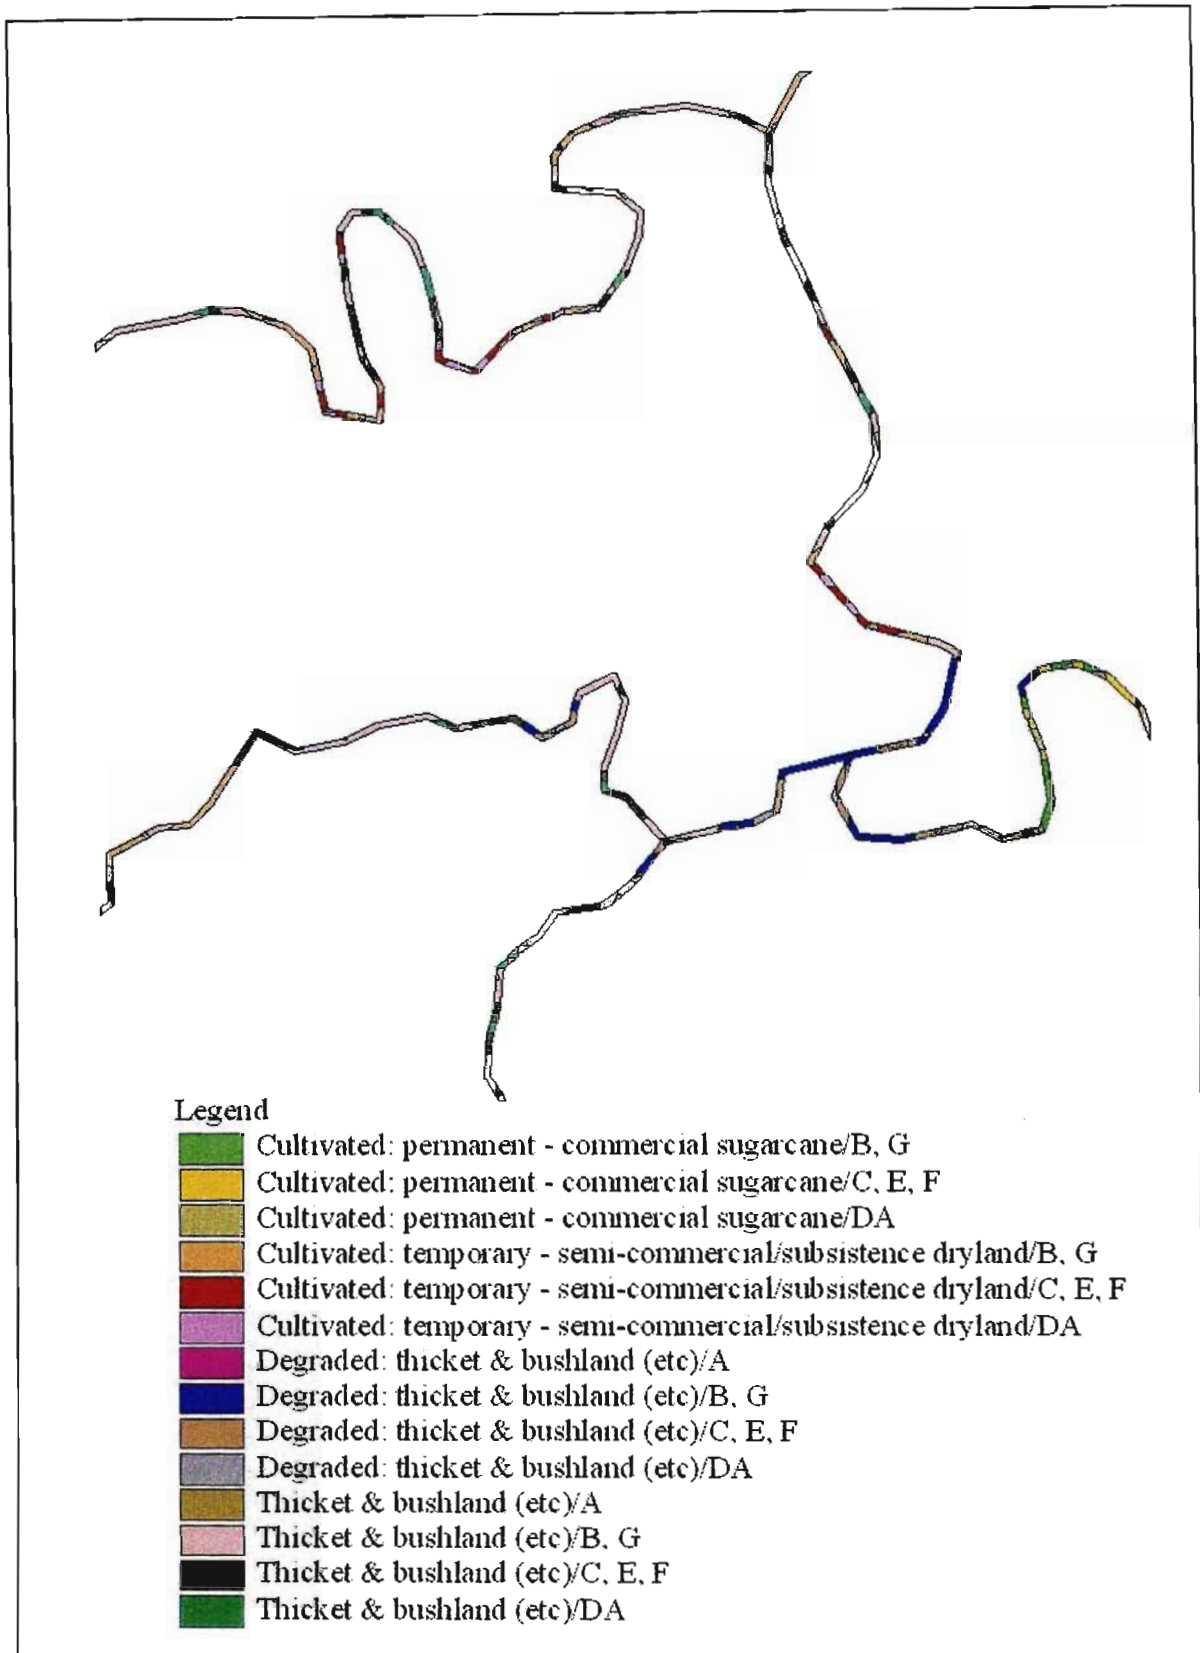 Legend
Cultivated: permanent - commercial sugarcane/B, G
Cultivated: permanent - commercial sugarcane/C, E, F
Cultivated: permanent - commercial sugarcane/DA
Cultivated: temporary - semi-commercial/subsistence dryland/B, G
Cultivated: temporary - semi-commercial/subsistence dryland/C, E, F
Cultivated: temporary - semi-commercial/subsistence dryland/DA
Degraded: thicket & bushland (etc)/A
Degraded: thicket & bushland (etc)/B, G
Degraded: thicket & bushland (etc)/C, E, F
Degraded: thicket & bushland (etc)/DA
Thicket & bushland (etc)/A
Thicket & bushland (etc)/B, G
Thicket & bushland (etc)/C, E, F
Thicket & bushland (etc)/DA